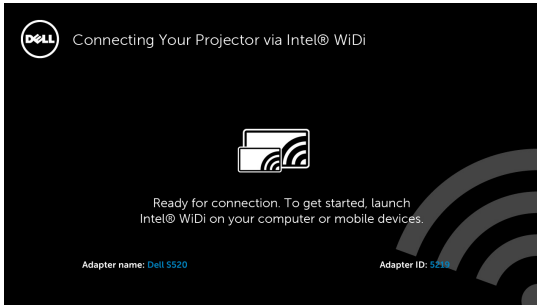 DELL
Connecting Your Projector via Intel® WiDi
Ready for connection. To get started, launch
Intel® WiDi on your computer or mobile devices.
Adapter name: Dell S520
Adapter ID: 5219